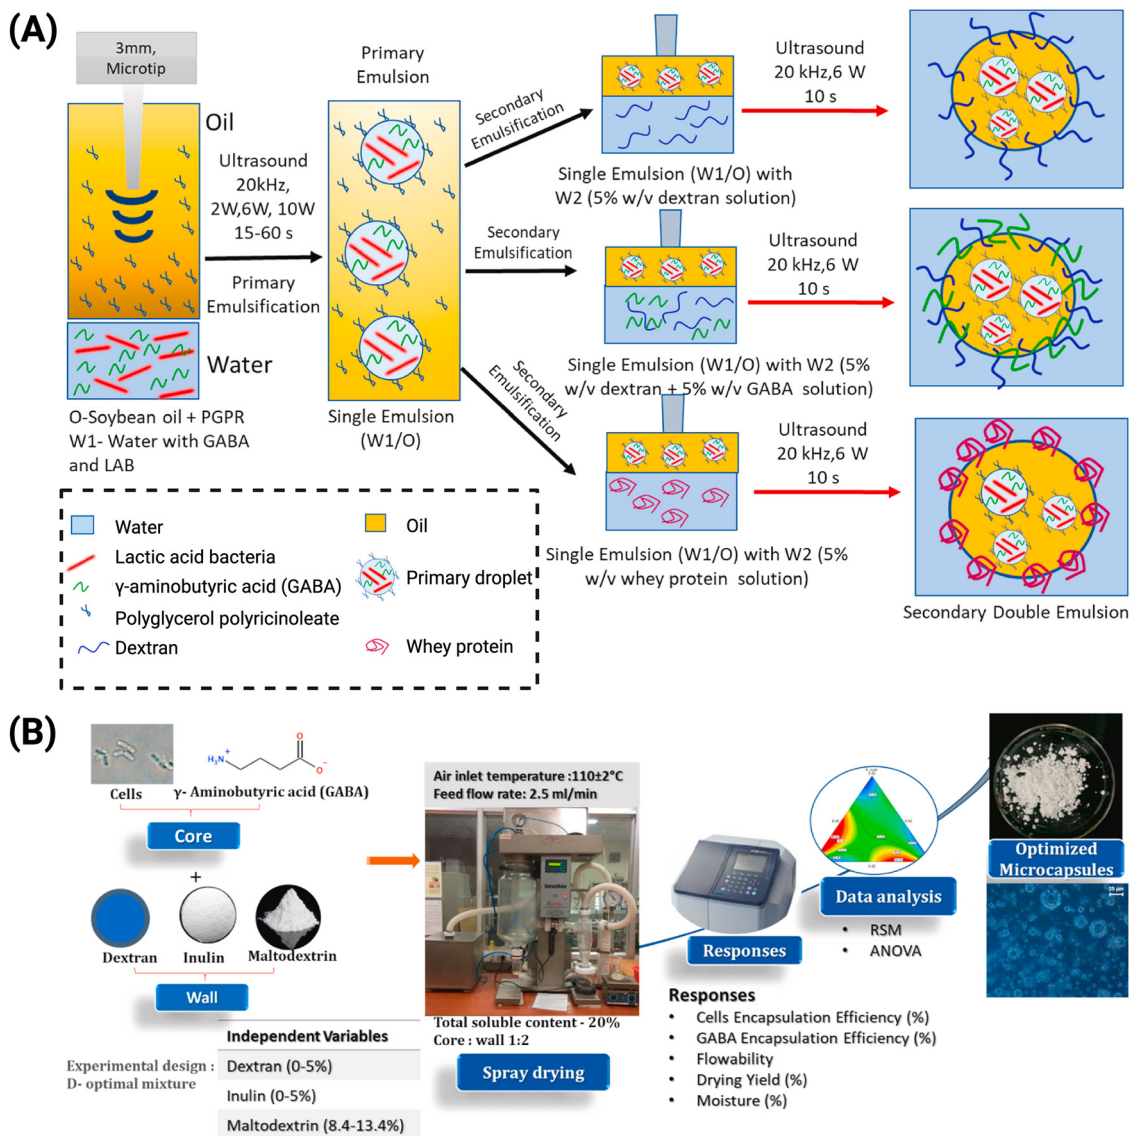 (A)
3mm,
Microtip
Oil
Ultrasound
20kHz,
2W,6W, 10W
15-60 s
Primary
Emulsification
Water
O-Soybean oil + PGPR
W1- Water with GABA
and LAB
Primary
Emulsion
Single Emulsion
(W1/O)
Secondary
Emulsification
Secondary
Emulsification
Secondary
Emulsification
Single Emulsion (W1/O) with
W2 (5% w/v dextran solution)
Ultrasound
20 kHz,6 W
10 s
Single Emulsion (W1/O) with W2 (5%
w/v dextran + 5% w/v GABA solution)
Ultrasound
20 kHz,6 W
10 s
Single Emulsion (W1/O) with W2 (5%
w/v whey protein solution)
Ultrasound
20 kHz,6 W
10 s
Secondary Double Emulsion
Water
Lactic acid bacteria
γ-aminobutyric acid (GABA)
Polyglycerol polyricinoleate
Dextran
Oil
Primary droplet
Whey protein
(B)
Cells
H₃N⁺
O
O⁻
γ- Aminobutyric acid (GABA)
Core
+
Dextran
Inulin
Maltodextrin
Wall
Experimental design :
D- optimal mixture
Independent Variables
Dextran (0-5%)
Inulin (0-5%)
Maltodextrin (8.4-13.4%)
Air inlet temperature :110±2°C
Feed flow rate: 2.5 ml/min
Total soluble content - 20%
Core : wall 1:2
Spray drying
Responses
Responses
• Cells Encapsulation Efficiency (%)
• GABA Encapsulation Efficiency (%)
• Flowability
• Drying Yield (%)
• Moisture (%)
Data analysis
• RSM
• ANOVA
Optimized
Microcapsules
25 µm